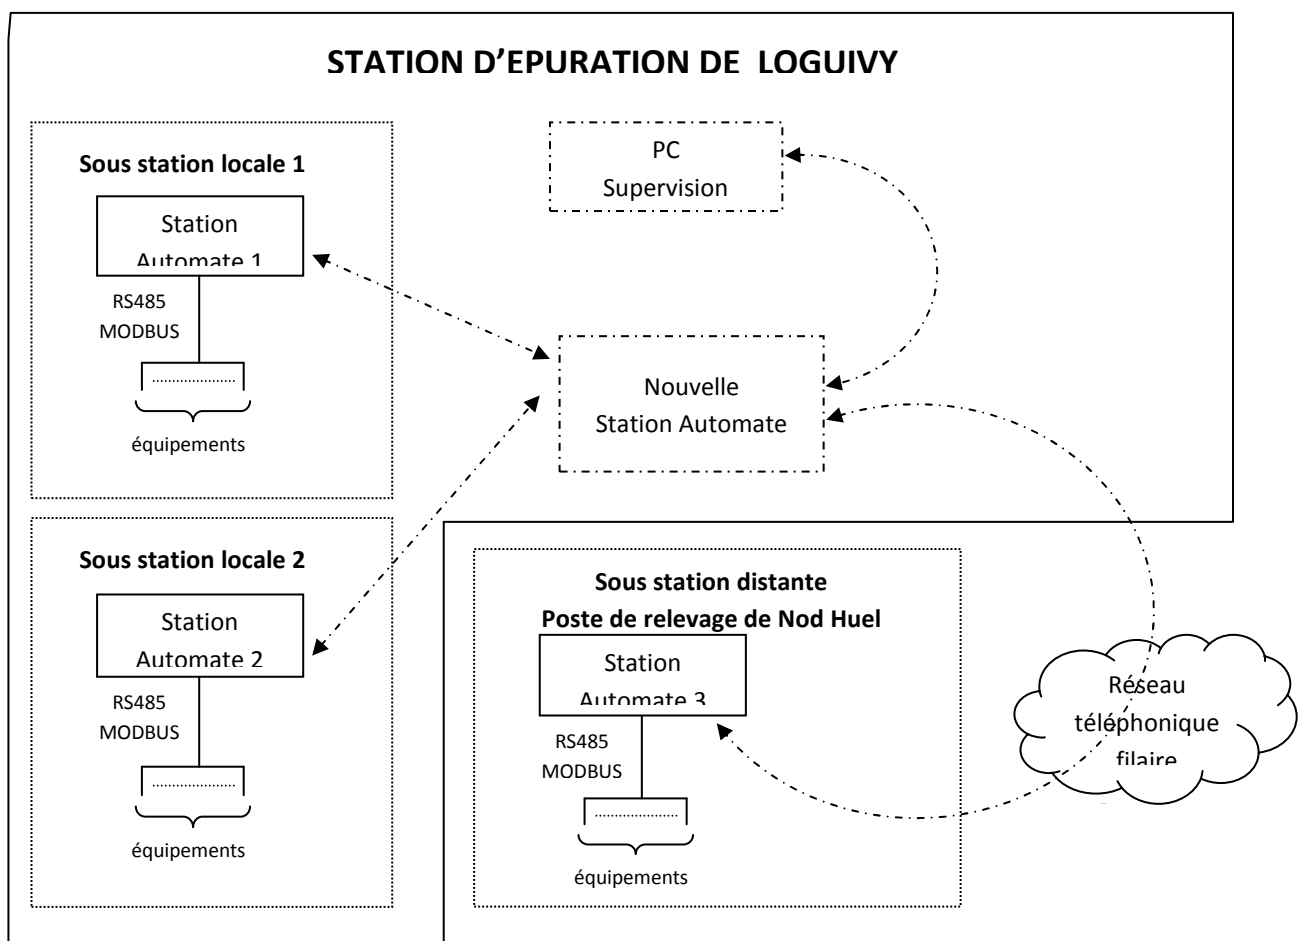 STATION D’EPURATION DE LOGUIVY
Sous station locale 1
Station
Automate 1
RS485
MODBUS
équipements
PC
Supervision
Nouvelle
Station Automate
Sous station locale 2
Station
Automate 2
RS485
MODBUS
équipements
Sous station distante
Poste de relevage de Nod Huel
Station
Automate 3
RS485
MODBUS
équipements
Réseau
téléphonique
filaire